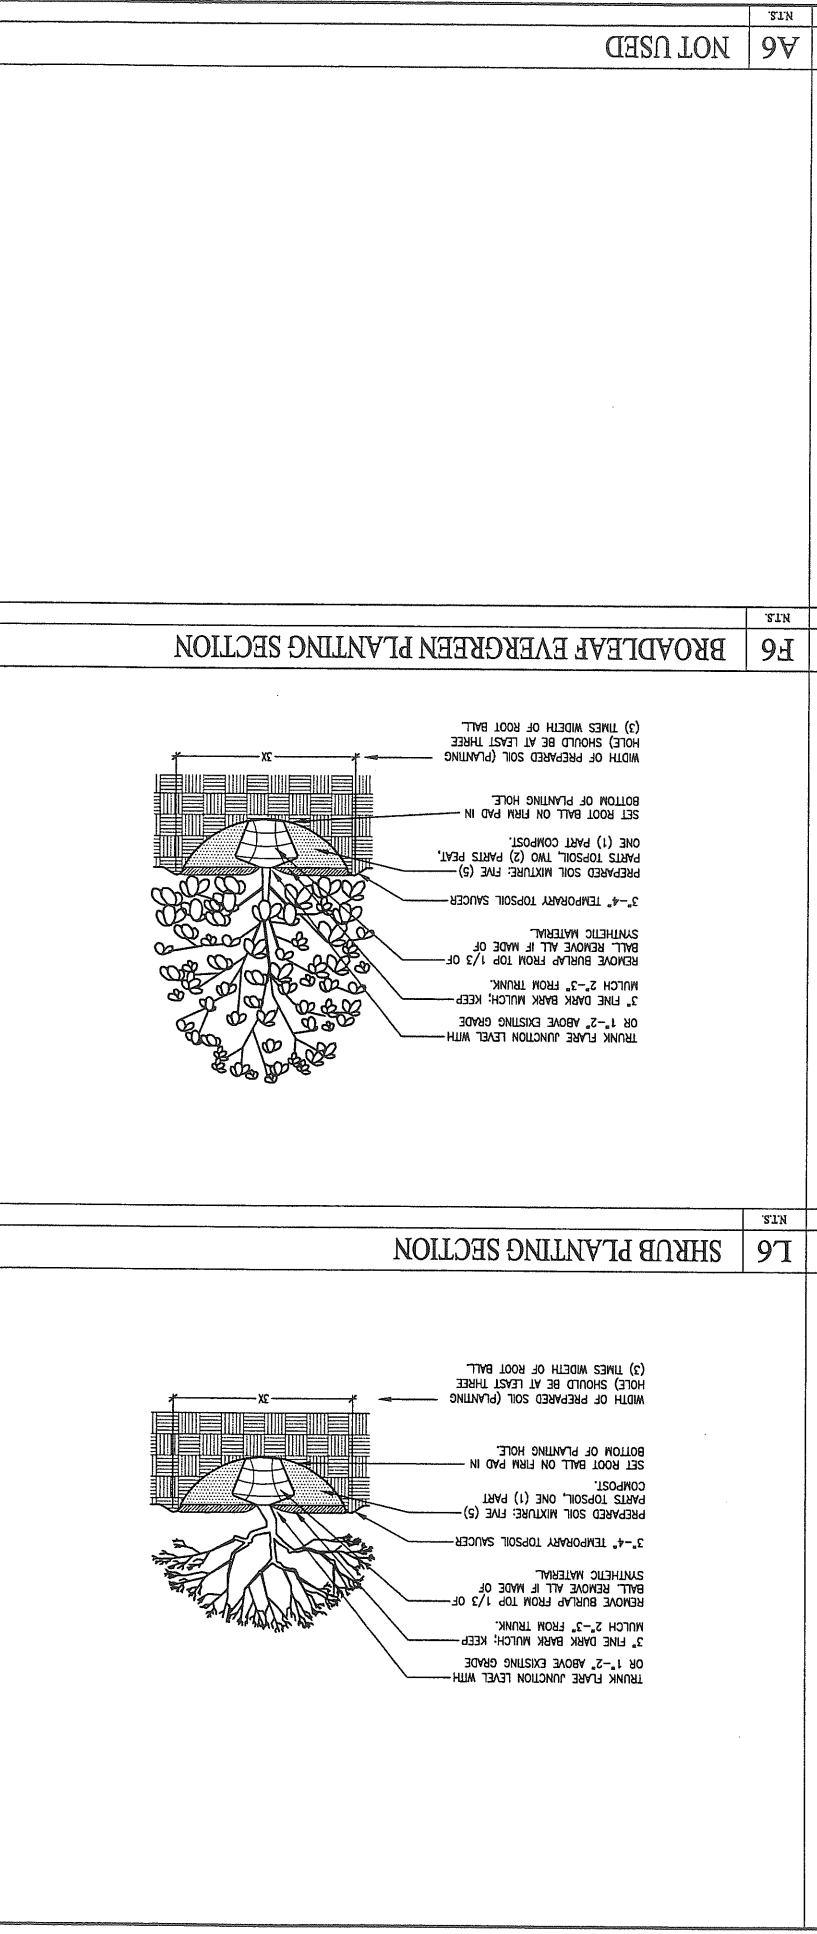 TRUNK FLARE JUNCTION LEVEL WITH
OR 1"-2" ABOVE EXISTING GRADE
3" FINE DARK BARK MULCH; KEEP
MULCH 2"-3" FROM TRUNK.
REMOVE BURLAP FROM TOP 1/3 OF
BALL. REMOVE ALL IF MADE OF
SYNTHETIC MATERIAL
3"-4" TEMPORARY TOPSOIL SAUCER
PREPARED SOIL MIXTURE: FIVE (5)
PARTS TOPSOIL, ONE (1) PART
COMPOST.
SET ROOT BALL ON FIRM PAD IN
BOTTOM OF PLANTING HOLE.
WIDTH OF PREPARED SOIL (PLANTING
HOLE) SHOULD BE AT LEAST THREE
(3) TIMES WIDETH OF ROOT BALL
3X
L6
SHRUB PLANTING SECTION
N.T.S.
TRUNK FLARE JUNCTION LEVEL WITH
OR 1"-2" ABOVE EXISTING GRADE
3" FINE DARK BARK MULCH; KEEP
MULCH 2"-3" FROM TRUNK.
REMOVE BURLAP FROM TOP 1/3 OF
BALL. REMOVE ALL IF MADE OF
SYNTHETIC MATERIAL
3"-4" TEMPORARY TOPSOIL SAUCER
PREPARED SOIL MIXTURE: FIVE (5)
PARTS TOPSOIL, TWO (2) PARTS PEAT,
ONE (1) PART COMPOST.
SET ROOT BALL ON FIRM PAD IN
BOTTOM OF PLANTING HOLE.
WIDTH OF PREPARED SOIL (PLANTING
HOLE) SHOULD BE AT LEAST THREE
(3) TIMES WIDETH OF ROOT BALL
3X
F6
BROADLEAF EVERGREEN PLANTING SECTION
N.T.S.
A6
NOT USED
N.T.S.